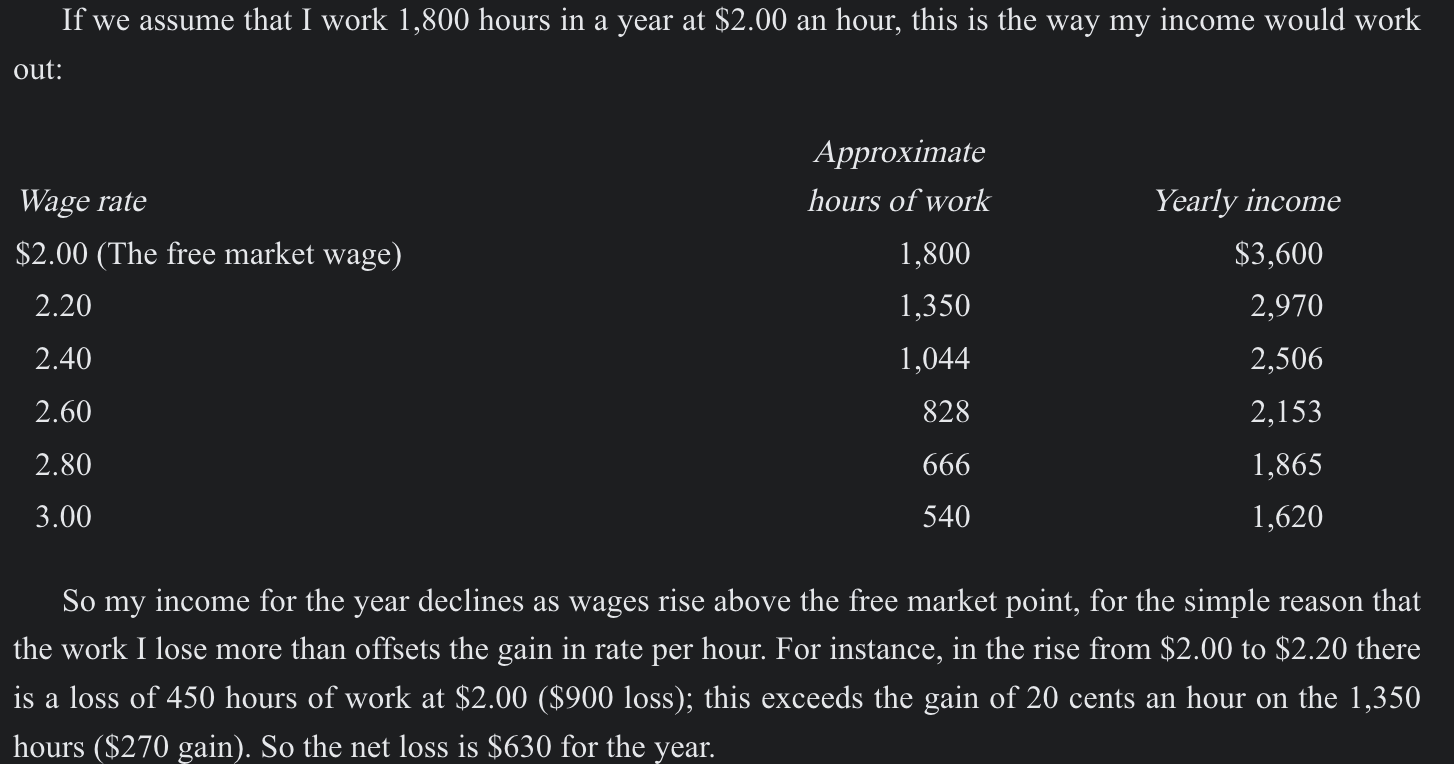 If we assume that I work 1,800 hours in a year at $2.00 an hour, this is the way my income would work
out:
Approximate
Wage rate hours of work Yearly income
$2.00 (The free market wage) 1,800 $3,600
2.20 1,350 2,970
2.40 1,044 2,506
2.60 828 2,153
2.80 666 1,865
3.00 540 1,620
So my income for the year declines as wages rise above the free market point, for the simple reason that
the work I lose more than offsets the gain in rate per hour. For instance, in the rise from $2.00 to $2.20 there
is a loss of 450 hours of work at $2.00 ($900 loss); this exceeds the gain of 20 cents an hour on the 1,350
hours ($270 gain). So the net loss is $630 for the year.